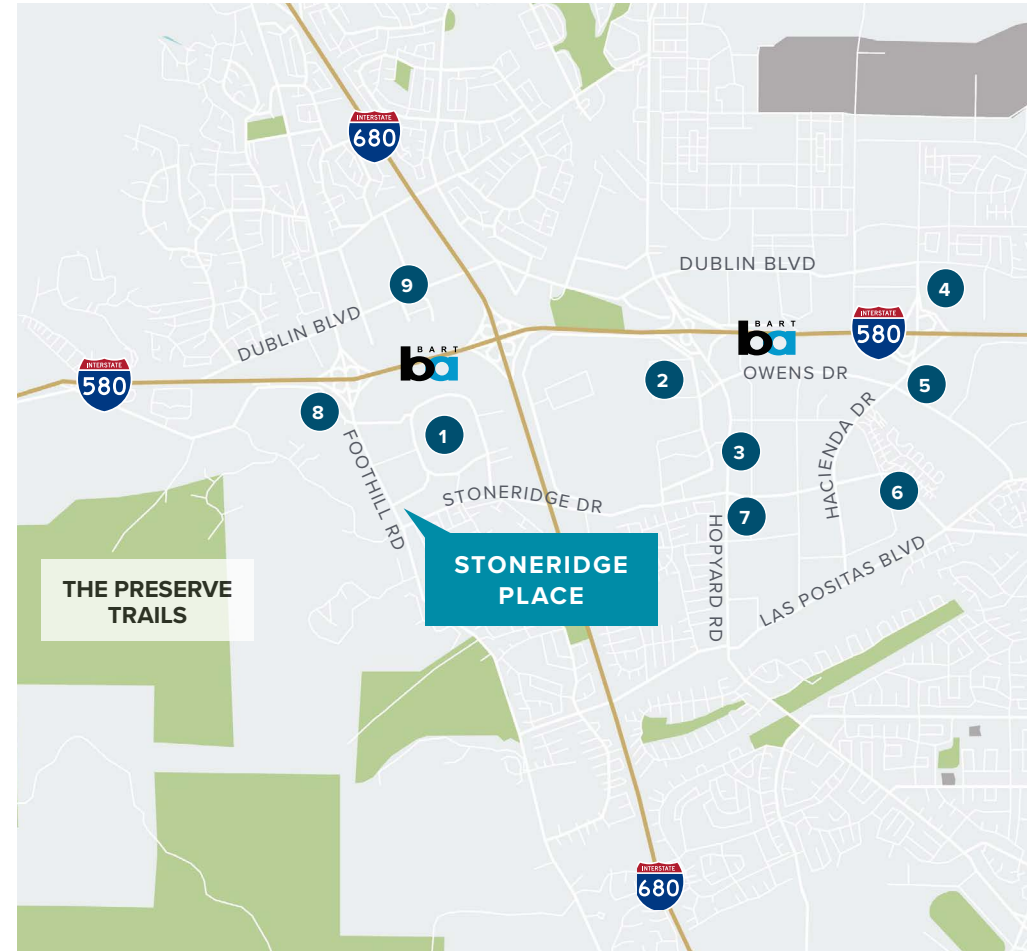 INTERSTATE
680
DUBLIN BLVD
9
4
BART
ba
INTERSTATE
580
DUBLIN BLVD
BART
ba
INTERSTATE
580
2
OWENS DR
5
8
1
HACIENDA DR
3
FOOTHILL RD
STONERIDGE DR
6
7
HOPYARD RD
STONERIDGE
PLACE
LAS POSITAS BLVD
THE PRESERVE
TRAILS
INTERSTATE
680